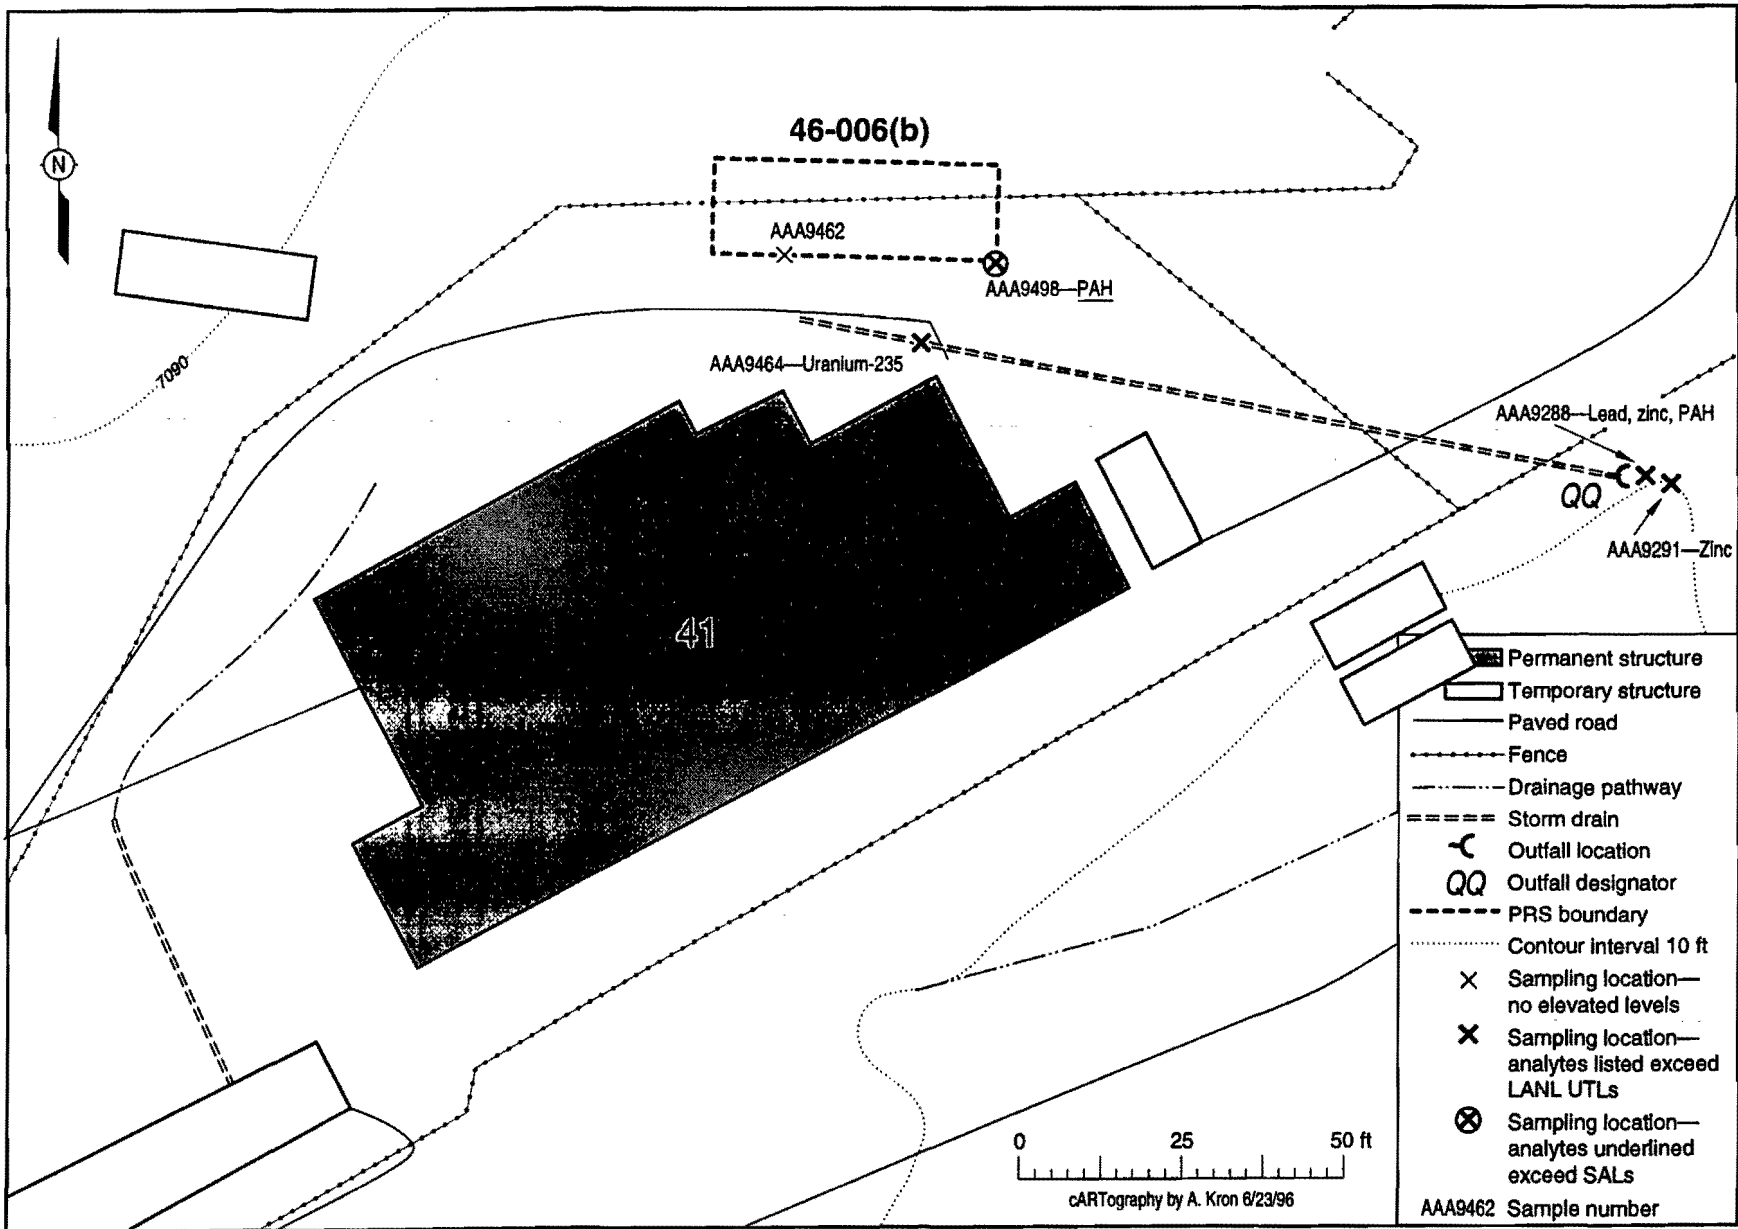 46-006(b)
N
AAA9462
AAA9498—PAH
7090
AAA9464—Uranium-235
AAA9288—Lead, zinc, PAH
QQ
AAA9291—Zinc
41
Permanent structure
Temporary structure
Paved road
Fence
Drainage pathway
Storm drain
Outfall location
QQ Outfall designator
PRS boundary
Contour interval 10 ft
Sampling location—
no elevated levels
Sampling location—
analytes listed exceed
LANL UTLs
Sampling location—
analytes underlined
exceed SALs
AAA9462 Sample number
0 25 50 ft
cARTography by A. Kron 6/23/96